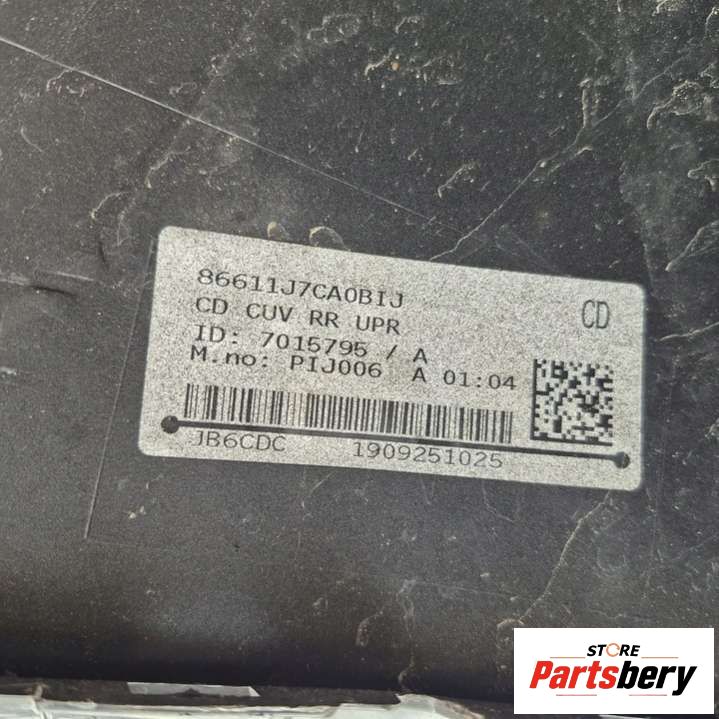 86611J7CA0BIJ
CD CUV RR UPR
CD
ID: 7015795 / A
M.no: PIJ006 A 01:04
JB6CDC 1909251025
STORE
Partsbery